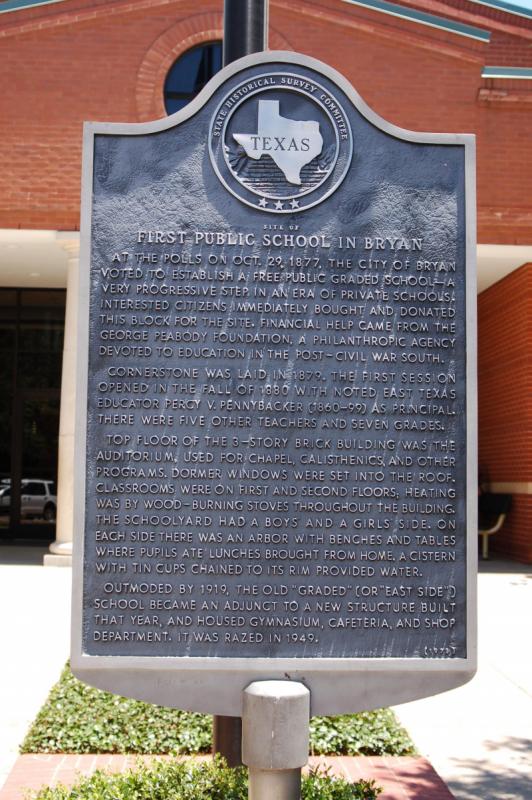 STATE HISTORICAL SURVEY COMMITTEE
TEXAS
SITE OF
FIRST PUBLIC SCHOOL IN BRYAN
AT THE POLLS ON OCT. 29, 1877, THE CITY OF BRYAN
VOTED TO ESTABLISH A FREE PUBLIC GRADED SCHOOL—A
VERY PROGRESSIVE STEP IN AN ERA OF PRIVATE SCHOOLS.
INTERESTED CITIZENS IMMEDIATELY BOUGHT AND DONATED
THIS BLOCK FOR THE SITE. FINANCIAL HELP CAME FROM THE
GEORGE PEABODY FOUNDATION, A PHILANTHROPIC AGENCY
DEVOTED TO EDUCATION IN THE POST-CIVIL WAR SOUTH.
CORNERSTONE WAS LAID IN 1879. THE FIRST SESSION
OPENED IN THE FALL OF 1880 WITH NOTED EAST TEXAS
EDUCATOR PERCY V. PENNYBACKER (1860-99) AS PRINCIPAL.
THERE WERE FIVE OTHER TEACHERS AND SEVEN GRADES.
TOP FLOOR OF THE 3-STORY BRICK BUILDING WAS THE
AUDITORIUM, USED FOR CHAPEL, CALISTHENICS, AND OTHER
PROGRAMS. DORMER WINDOWS WERE SET INTO THE ROOF.
CLASSROOMS WERE ON FIRST AND SECOND FLOORS; HEATING
WAS BY WOOD-BURNING STOVES THROUGHOUT THE BUILDING.
THE SCHOOLYARD HAD A BOYS' AND A GIRLS' SIDE. ON
EACH SIDE THERE WAS AN ARBOR WITH BENCHES AND TABLES
WHERE PUPILS ATE LUNCHES BROUGHT FROM HOME. A CISTERN
WITH TIN CUPS CHAINED TO ITS RIM PROVIDED WATER.
OUTMODED BY 1919, THE OLD "GRADED" (OR "EAST SIDE")
SCHOOL BECAME AN ADJUNCT TO A NEW STRUCTURE BUILT
THAT YEAR, AND HOUSED GYMNASIUM, CAFETERIA, AND SHOP
DEPARTMENT. IT WAS RAZED IN 1949.